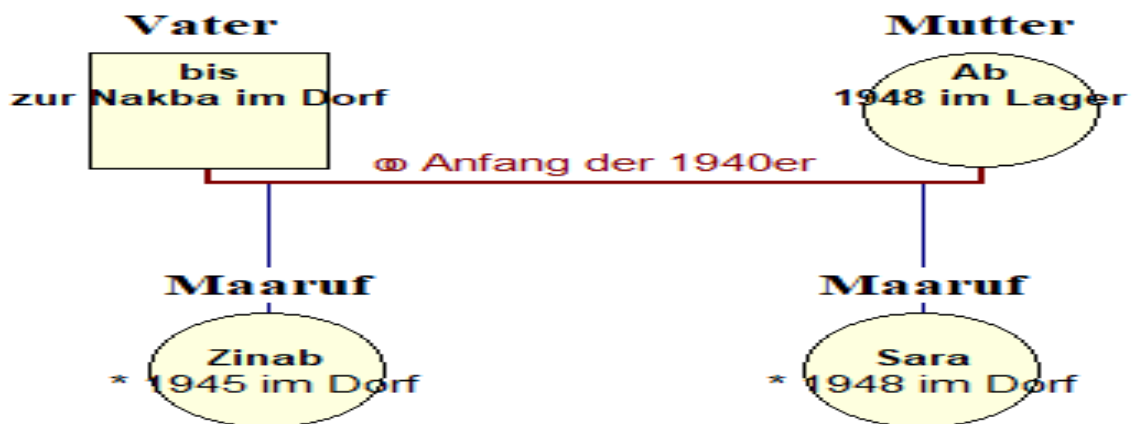 Vater
Mutter
bis
zur Nakba im Dorf
Ab
1948 im Lager
⚭ Anfang der 1940er
Maaruf
Maaruf
Zinab
* 1945 im Dorf
Sara
* 1948 im Dorf